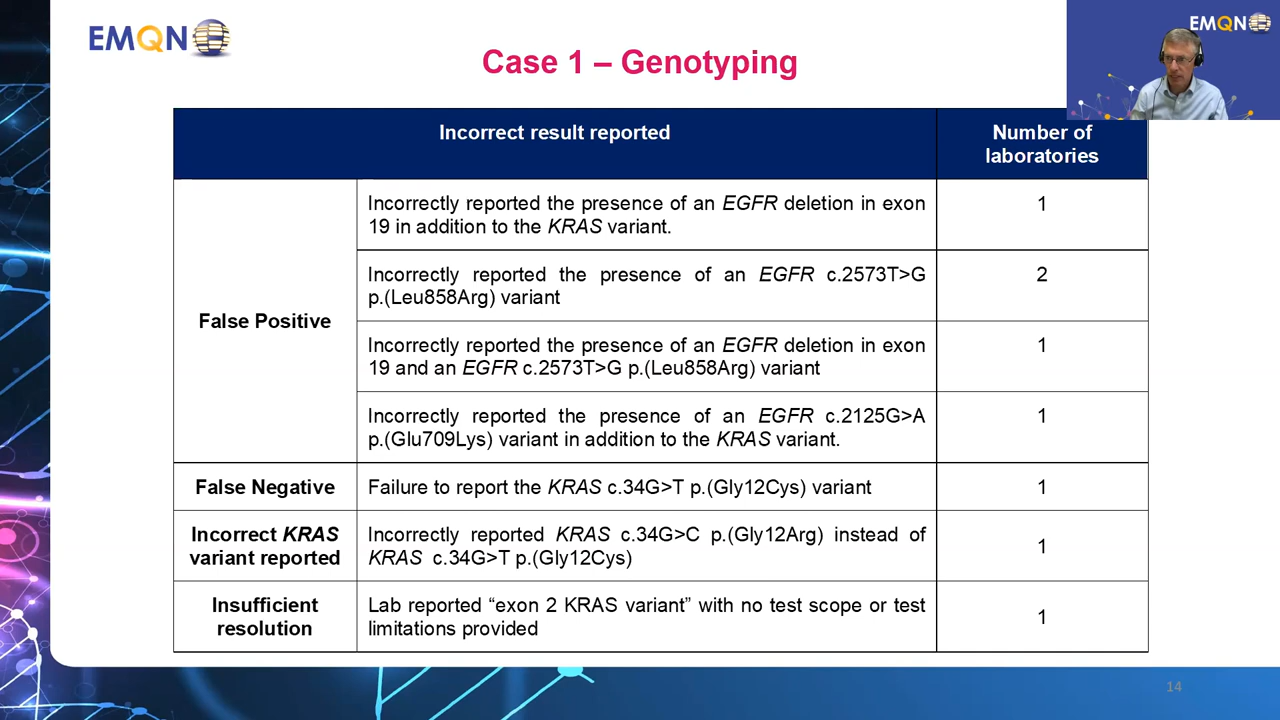 EMQN
EMQN
Case 1 – Genotyping
Incorrect result reported
Number of
laboratories
False Positive
Incorrectly reported the presence of an EGFR deletion in exon
19 in addition to the KRAS variant.
1
Incorrectly reported the presence of an EGFR c.2573T>G
p.(Leu858Arg) variant
2
Incorrectly reported the presence of an EGFR deletion in exon
19 and an EGFR c.2573T>G p.(Leu858Arg) variant
1
Incorrectly reported the presence of an EGFR c.2125G>A
p.(Glu709Lys) variant in addition to the KRAS variant.
1
False Negative
Failure to report the KRAS c.34G>T p.(Gly12Cys) variant
1
Incorrect KRAS
variant reported
Incorrectly reported KRAS c.34G>C p.(Gly12Arg) instead of
KRAS c.34G>T p.(Gly12Cys)
1
Insufficient
resolution
Lab reported “exon 2 KRAS variant” with no test scope or test
limitations provided
1
14